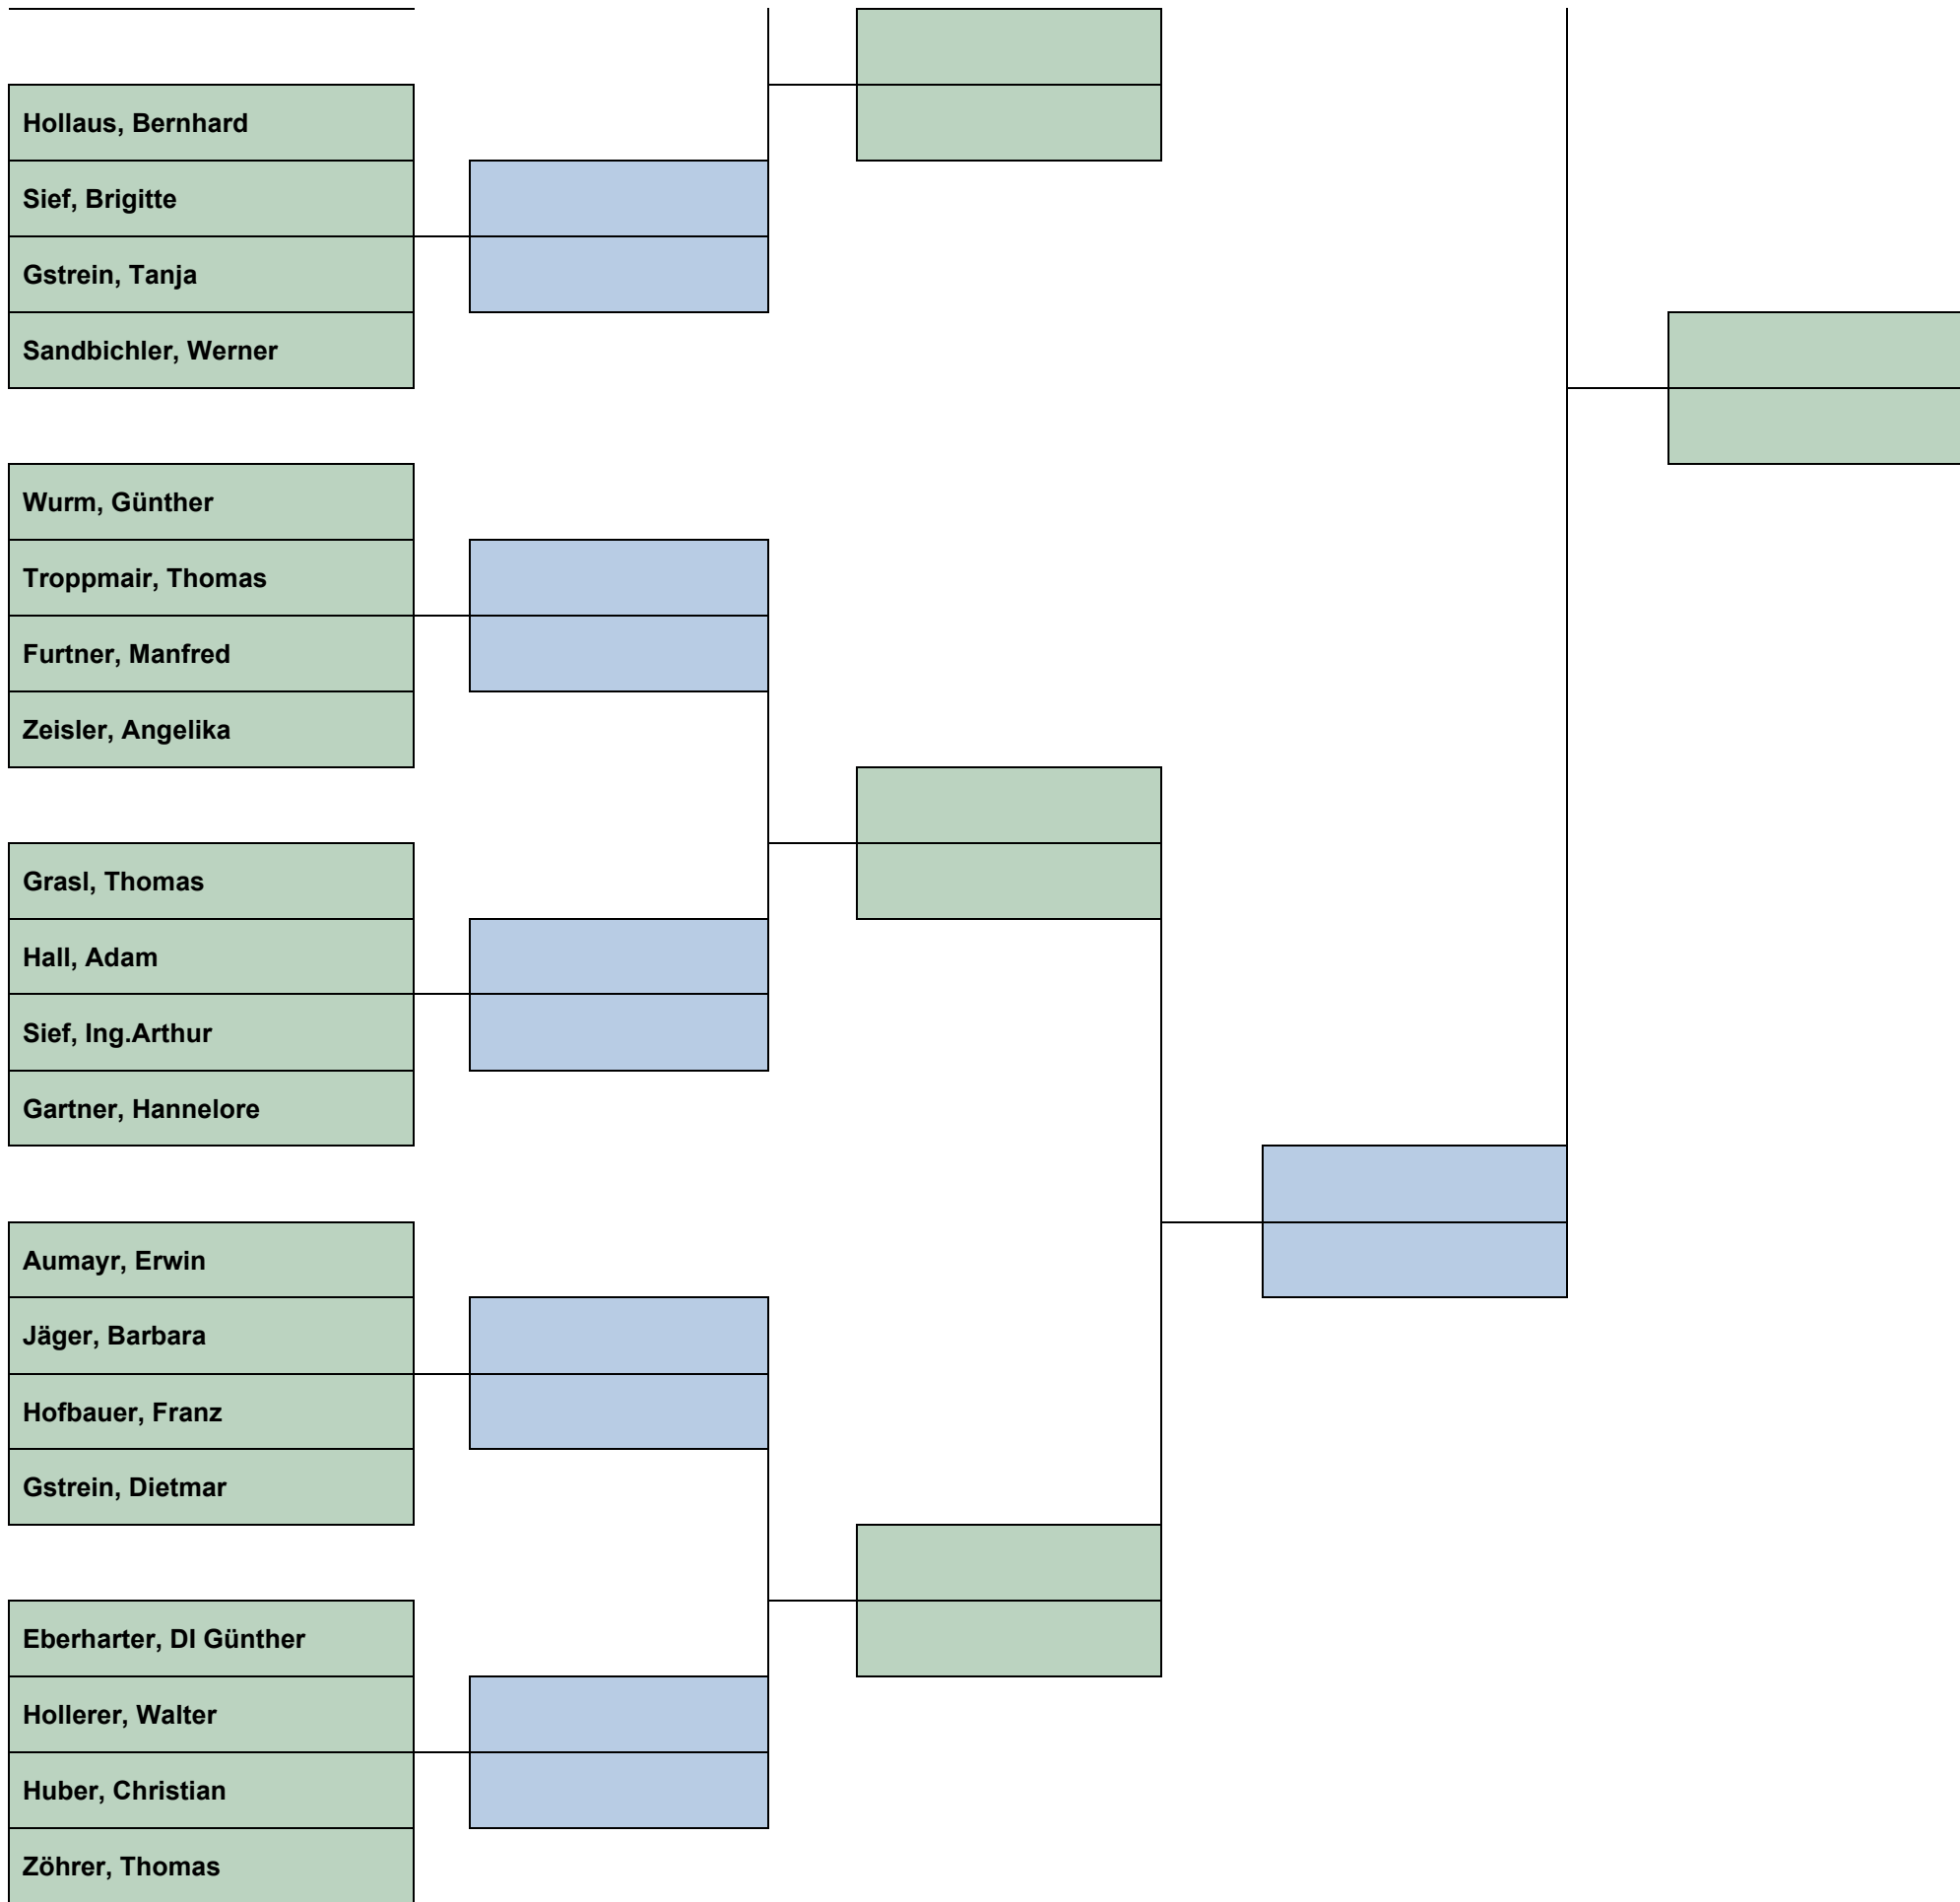 Hollaus, Bernhard
Sief, Brigitte
Gstrein, Tanja
Sandbichler, Werner
Wurm, Günther
Troppmair, Thomas
Furtner, Manfred
Zeisler, Angelika
Grasl, Thomas
Hall, Adam
Sief, Ing.Arthur
Gartner, Hannelore
Aumayr, Erwin
Jäger, Barbara
Hofbauer, Franz
Gstrein, Dietmar
Eberharter, DI Günther
Hollerer, Walter
Huber, Christian
Zöhrer, Thomas